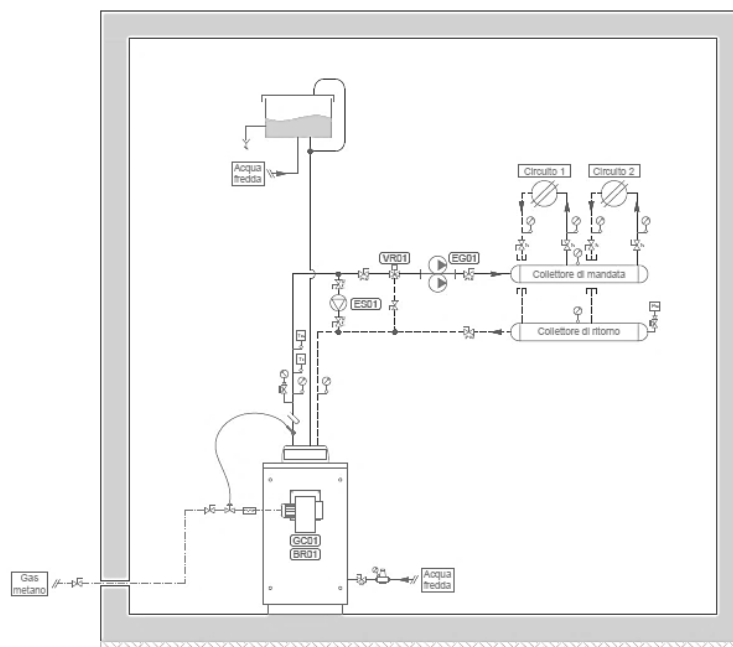 Acqua
fredda
Circuito 1
Circuito 2
VR01
EG01
Collettore di mandata
ES01
Collettore di ritorno
GC01
BR01
Gas
metano
Acqua
fredda